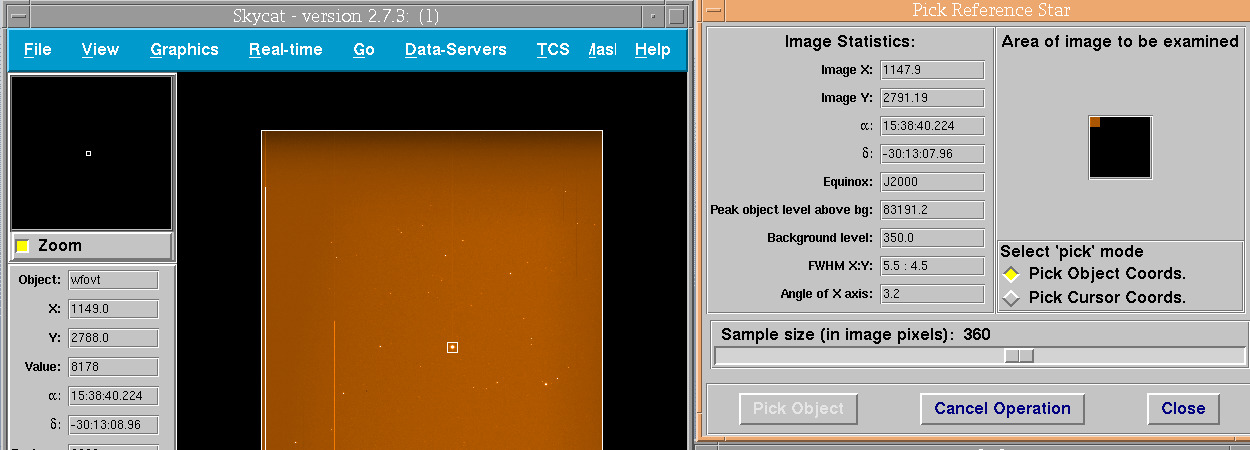 Skycat - version 2.7.3: (1)
File View Graphics Real-time Go Data-Servers TCS Help
Zoom
Object: wfovt
X: 1149.0
Y: 2788.0
Value: 8178
α: 15:38:40.224
δ: -30:13:08.96
Pick Reference Star
Image Statistics:
Image X: 1147.9
Image Y: 2791.19
α: 15:38:40.224
δ: -30:13:07.96
Equinox: J2000
Peak object level above bg: 83191.2
Background level: 350.0
FWHM X:Y: 5.5 : 4.5
Angle of X axis: 3.2
Area of image to be examined
Select 'pick' mode
Pick Object Coords.
Pick Cursor Coords.
Sample size (in image pixels): 360
Pick Object Cancel Operation Close